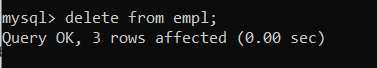 mysql> delete from empl;
Query OK, 3 rows affected (0.00 sec)